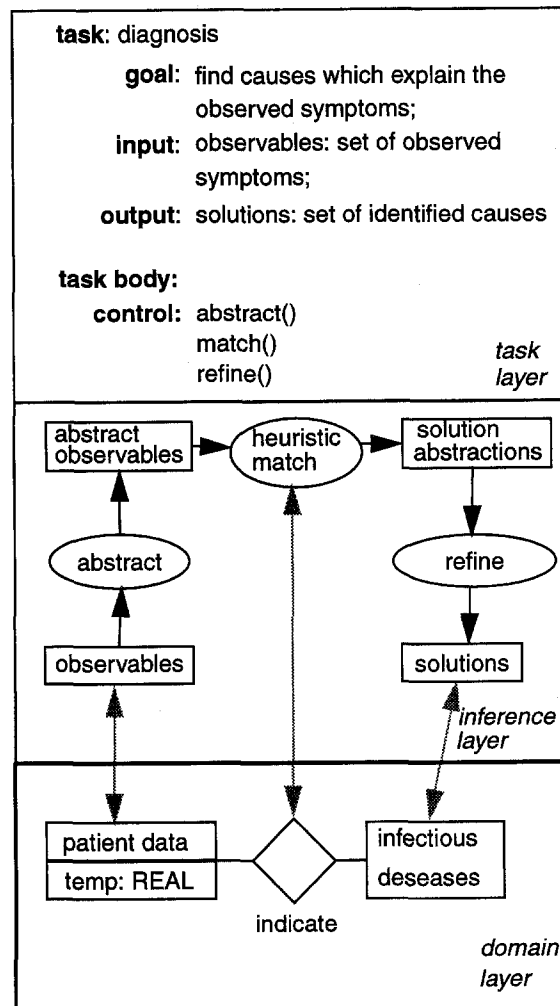 task: diagnosis
goal: find causes which explain the
observed symptoms;
input: observables: set of observed
symptoms;
output: solutions: set of identified causes
task body:
control: abstract()
match()
refine()
task
layer
abstract
observables
heuristic
match
solution
abstractions
abstract
refine
observables
solutions
inference
layer
patient data
temp: REAL
indicate
infectious
deseases
domain
layer